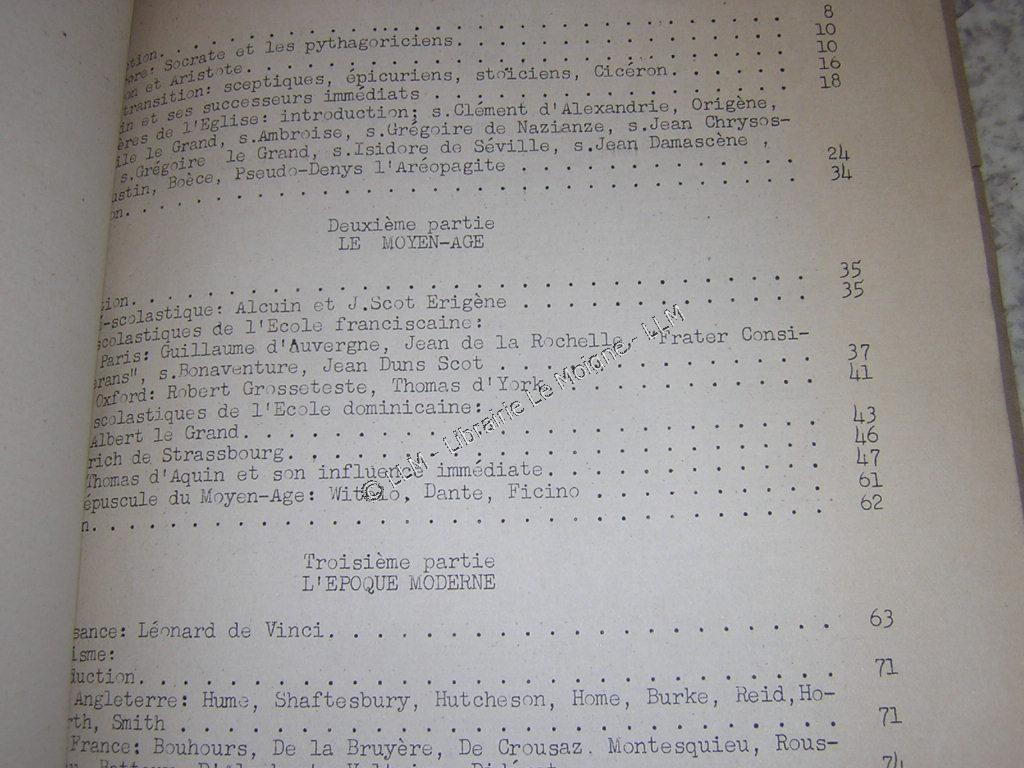 tion. . . . . . . . . . . . . . . . . . . . 8
ère: Socrate et les pythagoriciens. . . . . . . . . . . . . 10
on et Aristote. . . . . . . . . . . . . . . . . . . . 10
transition: sceptiques, épicuriens, stoïciens, Cicéron. . . . . . 16
in et ses successeurs immédiats . . . . . . . . . . . . . . 18
ères de l'Eglise: introduction; s.Clément d'Alexandrie, Origène,
ile le Grand, s.Ambroise, s.Grégoire de Nazianze, s.Jean Chrysos-
s.Grégoire le Grand, s.Isidore de Séville, s.Jean Damascène ,
ustin, Boèce, Pseudo-Denys l'Aréopagite . . . . . . . . . . 24
on. . . . . . . . . . . . . . . . . . . . . . . . 34
Deuxième partie
LE MOYEN-AGE
tion. . . . . . . . . . . . . . . . . . . . . . . 35
é-scolastique: Alcuin et J.Scot Erigène . . . . . . . . . . . 35
scolastiques de l'Ecole franciscaine:
Paris: Guillaume d'Auvergne, Jean de la Rochelle, "Frater Consi-
erans", s.Bonaventure, Jean Duns Scot . . . . . . . . . . . 37
Oxford: Robert Grosseteste, Thomas d'York. . . . . . . . . . 41
scolastiques de l'Ecole dominicaine:
Albert le Grand. . . . . . . . . . . . . . . . . . . . 43
rich de Strassbourg. . . . . . . . . . . . . . . . . . 46
Thomas d'Aquin et son influence immédiate. . . . . . . . . . 47
épuscule du Moyen-Age: Witelo, Dante, Ficino . . . . . . . . . 61
n. . . . . . . . . . . . . . . . . . . . . . . . . 62
© LLM - Librairie Le Moigne - LLM
Troisième partie
L'EPOQUE MODERNE
sance: Léonard de Vinci. . . . . . . . . . . . . . . . . 63
isme:
duction. . . . . . . . . . . . . . . . . . . . . . . 71
Angleterre: Hume, Shaftesbury, Hutcheson, Home, Burke, Reid,Ho-
rth, Smith . . . . . . . . . . . . . . . . . . . . . 71
France: Bouhours, De la Bruyère, De Crousaz. Montesquieu, Rous-
74